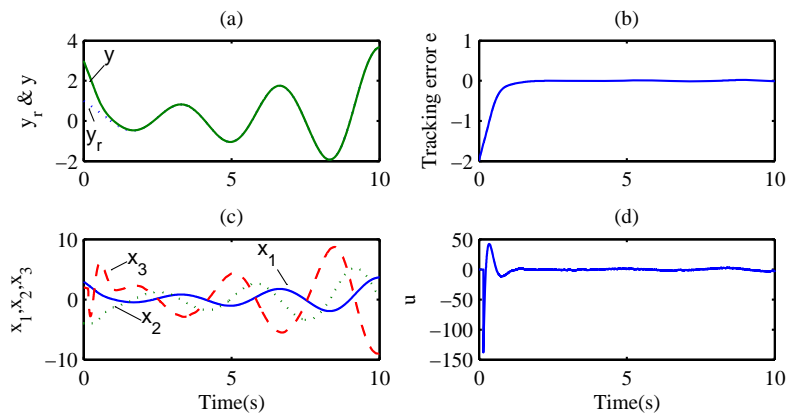 (a)
4
2
0
−2
0
5
10
y_r & y
y
y_r
(b)
1
0
−1
−2
0
5
10
Tracking error e
(c)
10
0
−10
0
5
10
x_1,x_2,x_3
x_3
x_1
x_2
Time(s)
(d)
50
0
−50
−100
−150
0
5
10
u
Time(s)